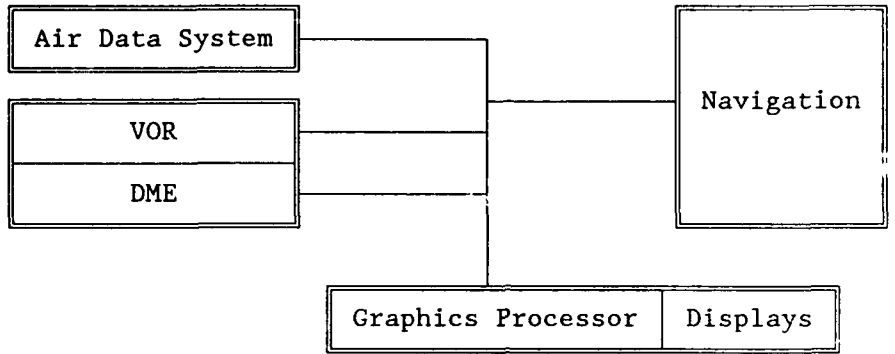 Air Data System
Navigation
VOR
DME
Graphics Processor
Displays